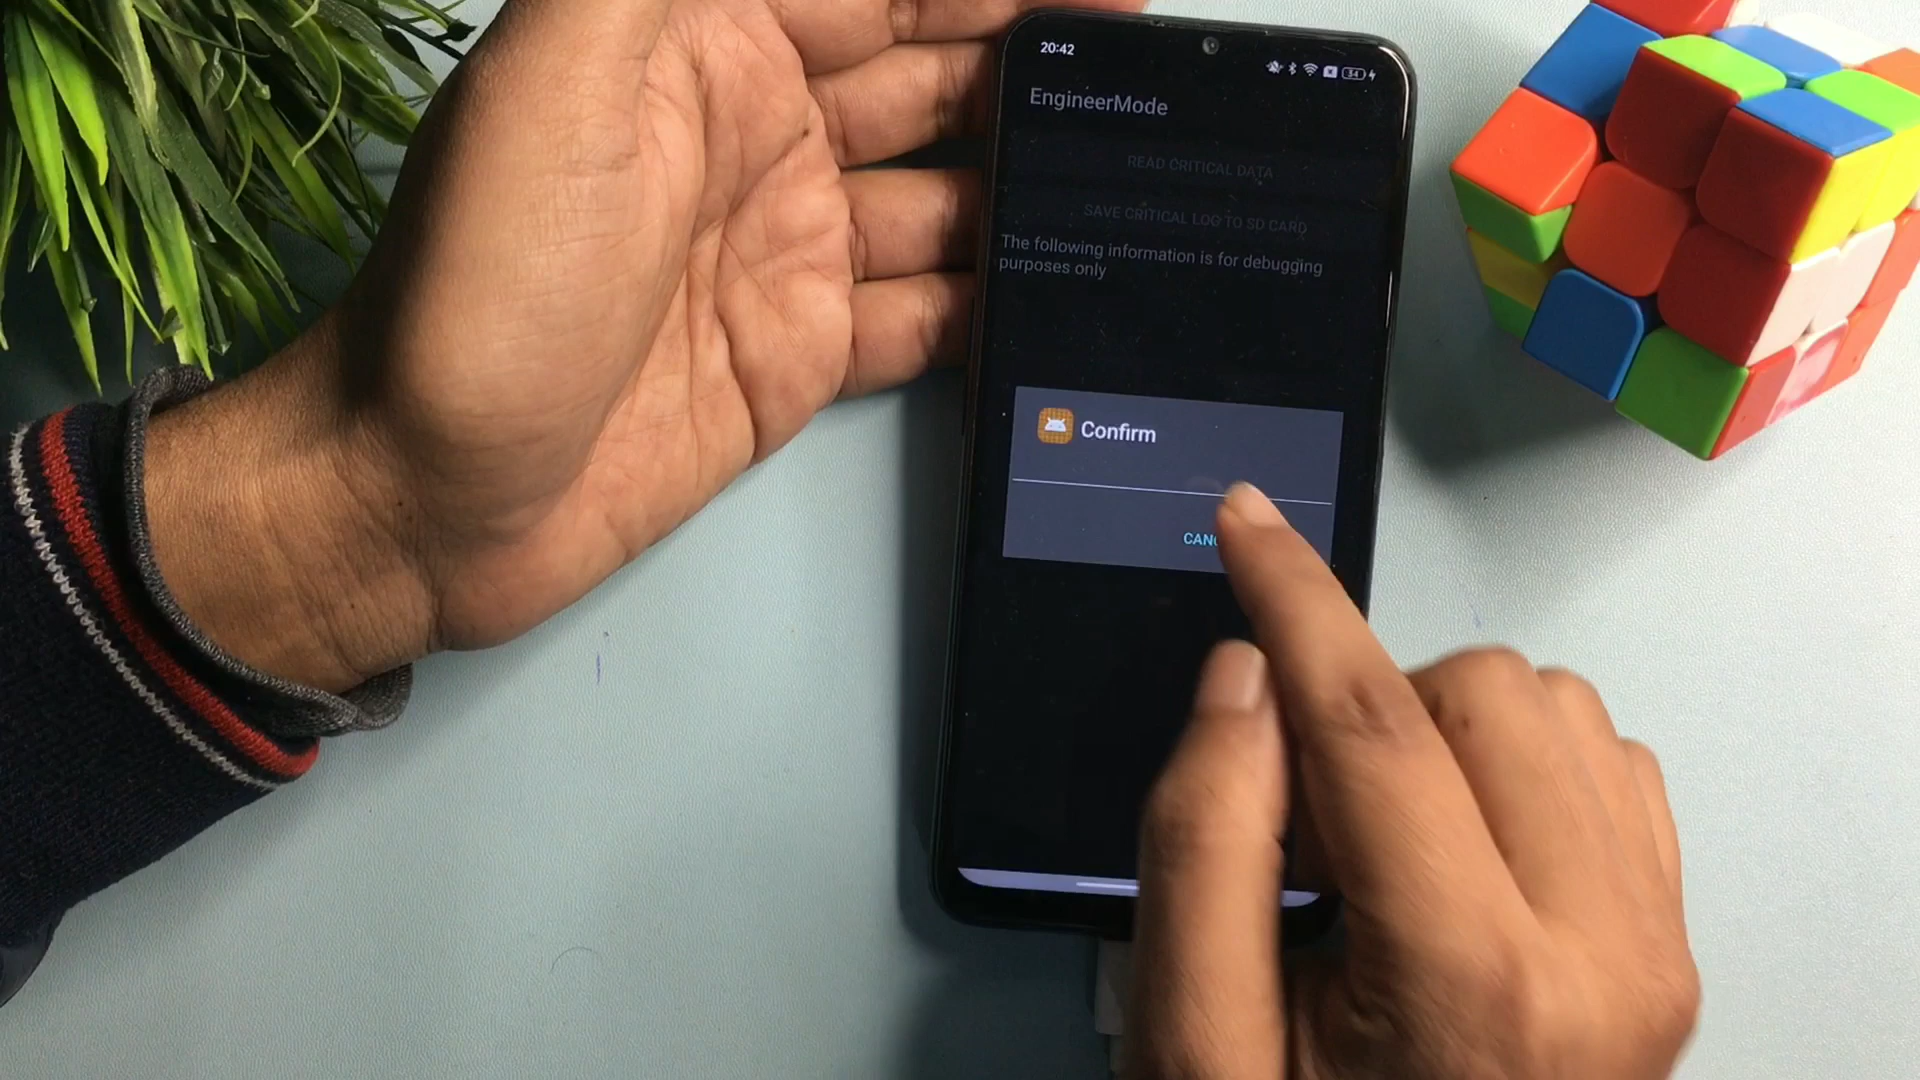 20:42
84
EngineerMode
READ CRITICAL DATA
SAVE CRITICAL LOG TO SD CARD
The following information is for debugging
purposes only
Confirm